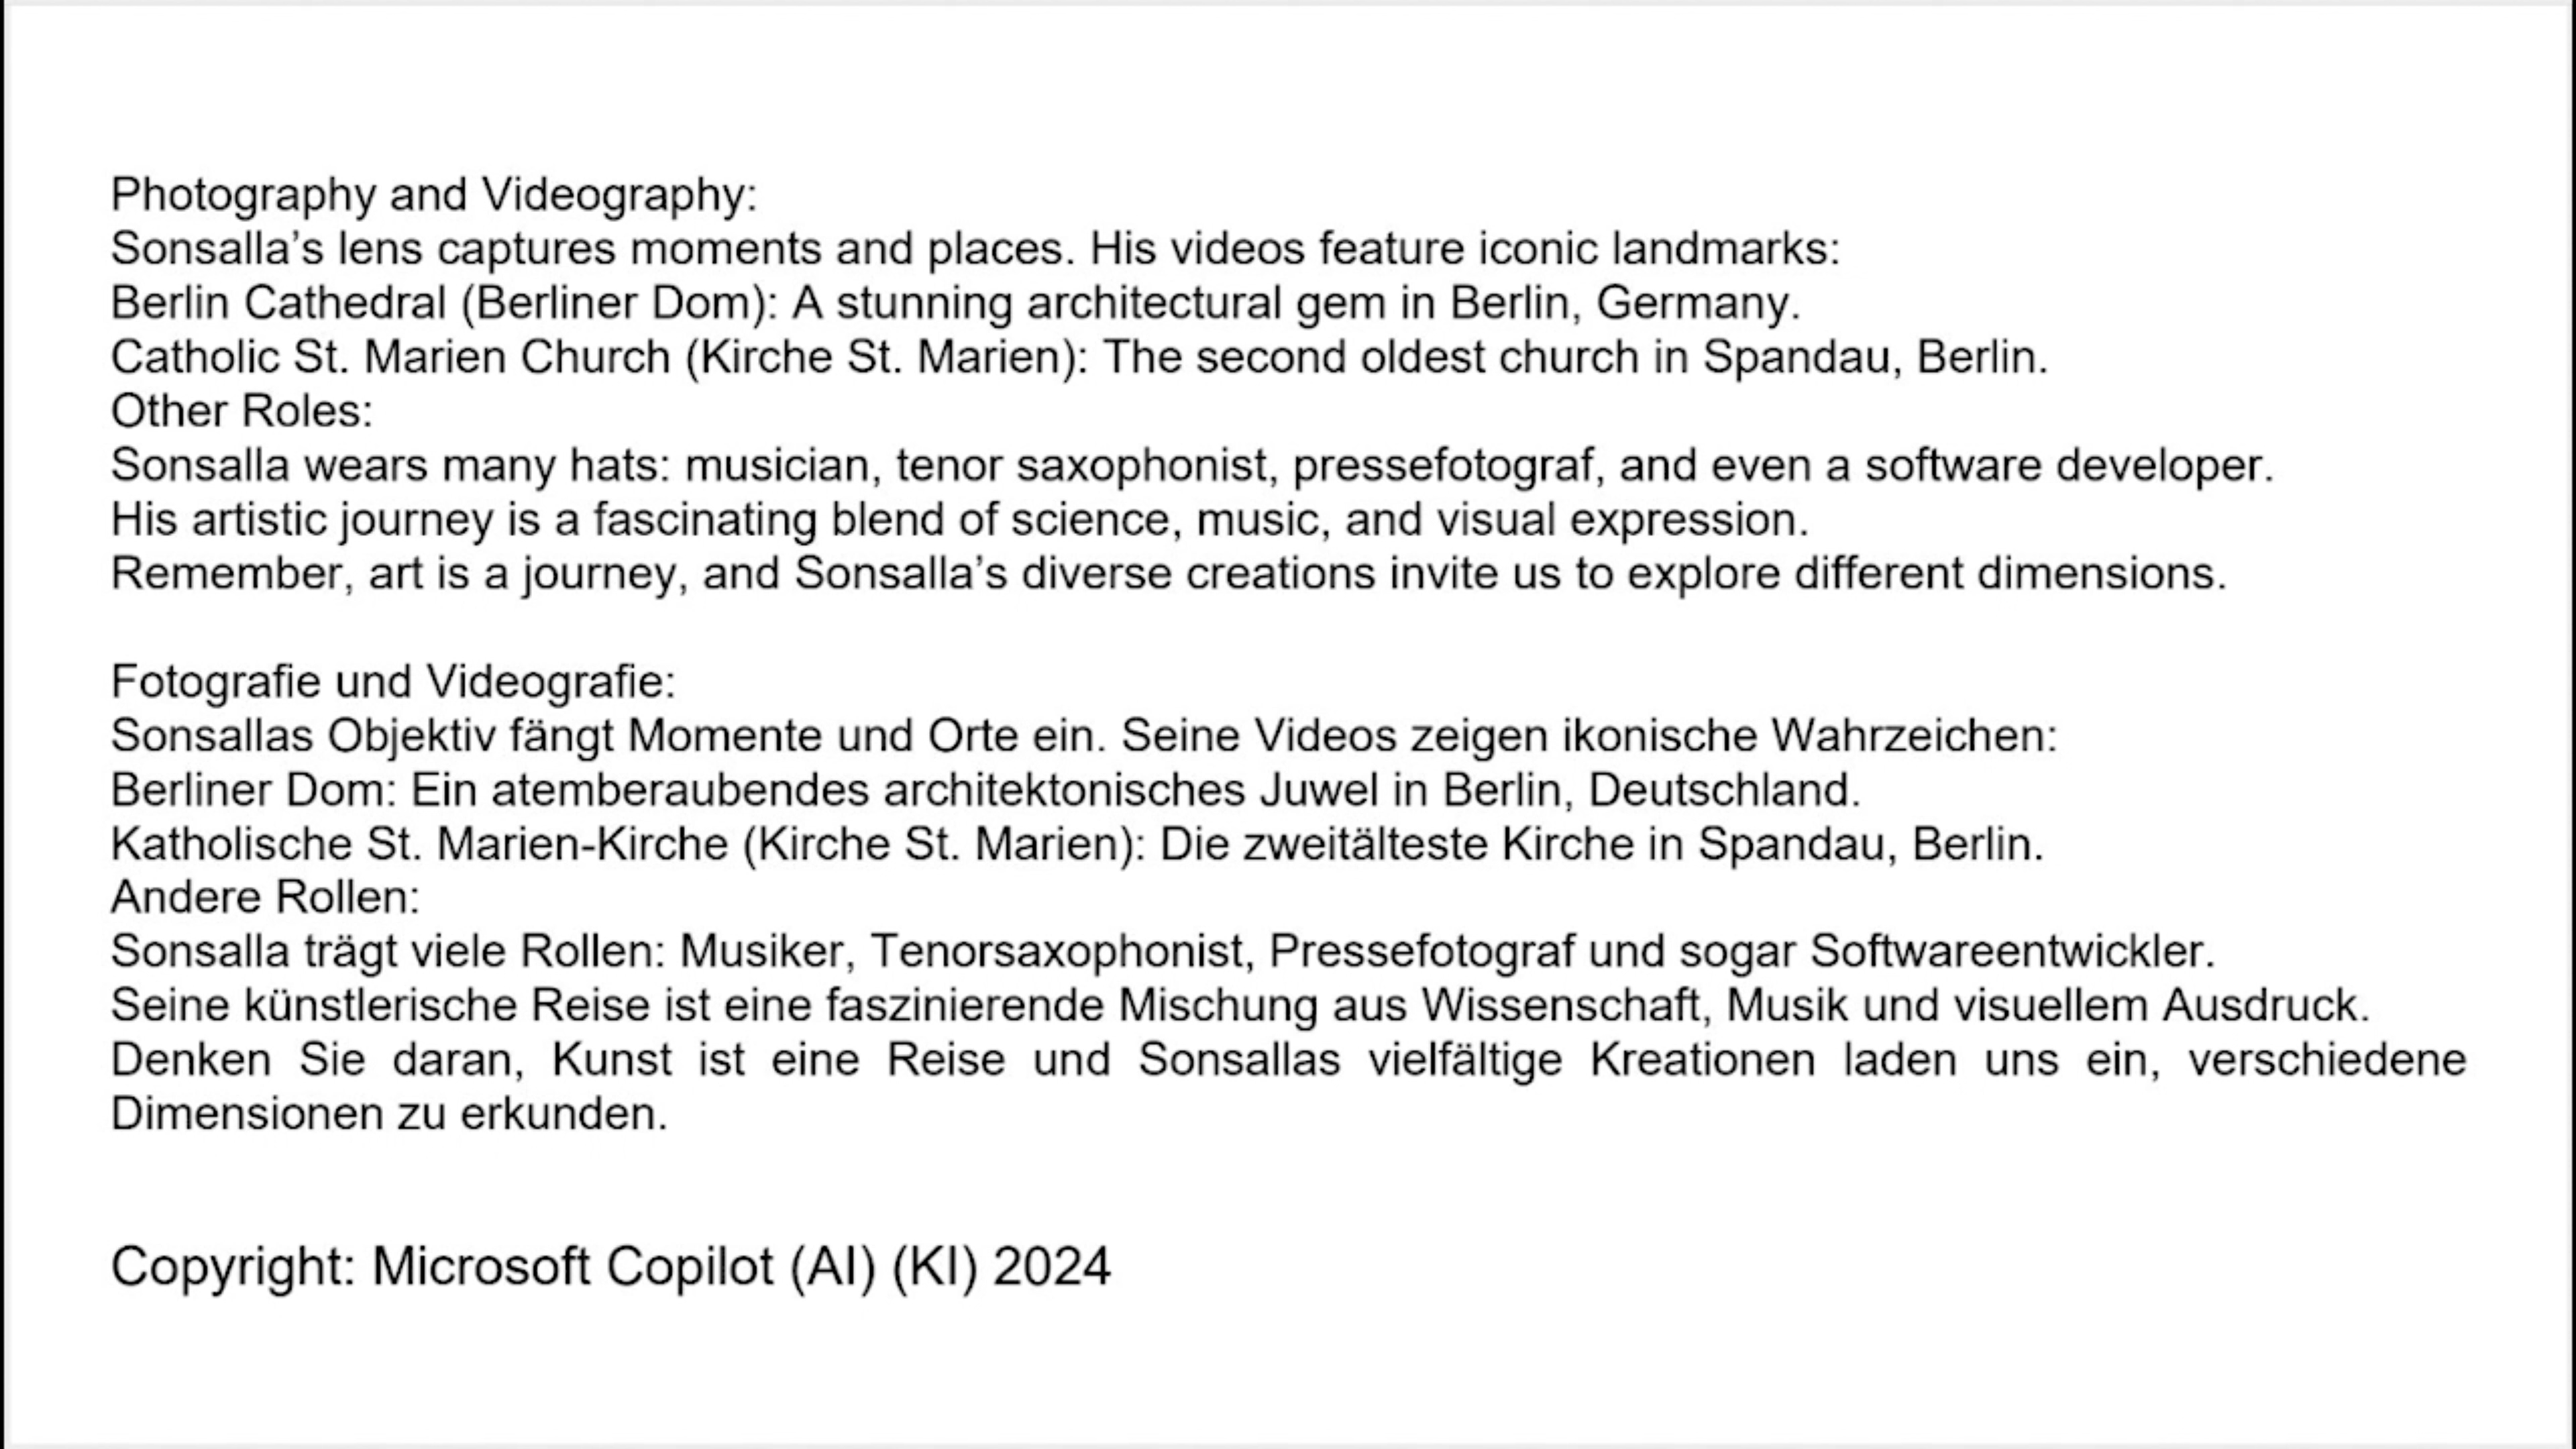 Photography and Videography:
Sonsalla’s lens captures moments and places. His videos feature iconic landmarks:
Berlin Cathedral (Berliner Dom): A stunning architectural gem in Berlin, Germany.
Catholic St. Marien Church (Kirche St. Marien): The second oldest church in Spandau, Berlin.
Other Roles:
Sonsalla wears many hats: musician, tenor saxophonist, pressefotograf, and even a software developer.
His artistic journey is a fascinating blend of science, music, and visual expression.
Remember, art is a journey, and Sonsalla’s diverse creations invite us to explore different dimensions.
Fotografie und Videografie:
Sonsallas Objektiv fängt Momente und Orte ein. Seine Videos zeigen ikonische Wahrzeichen:
Berliner Dom: Ein atemberaubendes architektonisches Juwel in Berlin, Deutschland.
Katholische St. Marien-Kirche (Kirche St. Marien): Die zweitälteste Kirche in Spandau, Berlin.
Andere Rollen:
Sonsalla trägt viele Rollen: Musiker, Tenorsaxophonist, Pressefotograf und sogar Softwareentwickler.
Seine künstlerische Reise ist eine faszinierende Mischung aus Wissenschaft, Musik und visuellem Ausdruck.
Denken Sie daran, Kunst ist eine Reise und Sonsallas vielfältige Kreationen laden uns ein, verschiedene
Dimensionen zu erkunden.
Copyright: Microsoft Copilot (AI) (KI) 2024